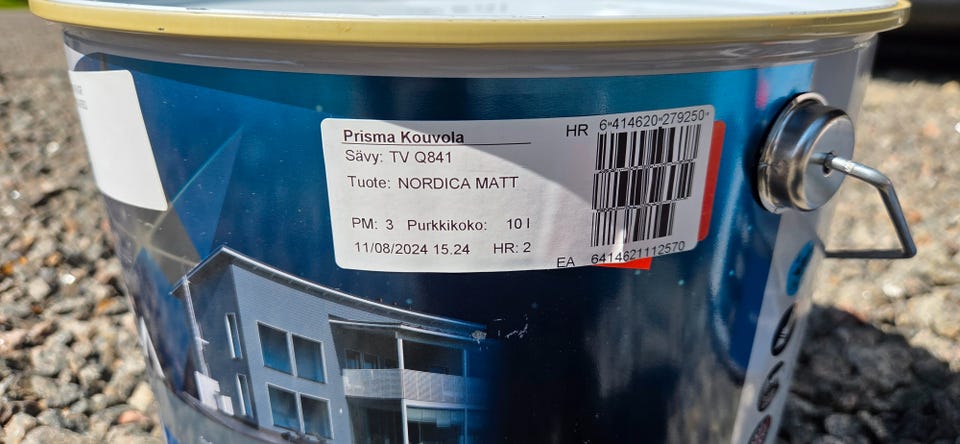 Prisma Kouvola
Sävy: TV Q841
Tuote: NORDICA MATT
PM: 3 Purkkikoko: 10 l
11/08/2024 15.24 HR: 2
HR 6-414620-279250-
EA 6414621112570